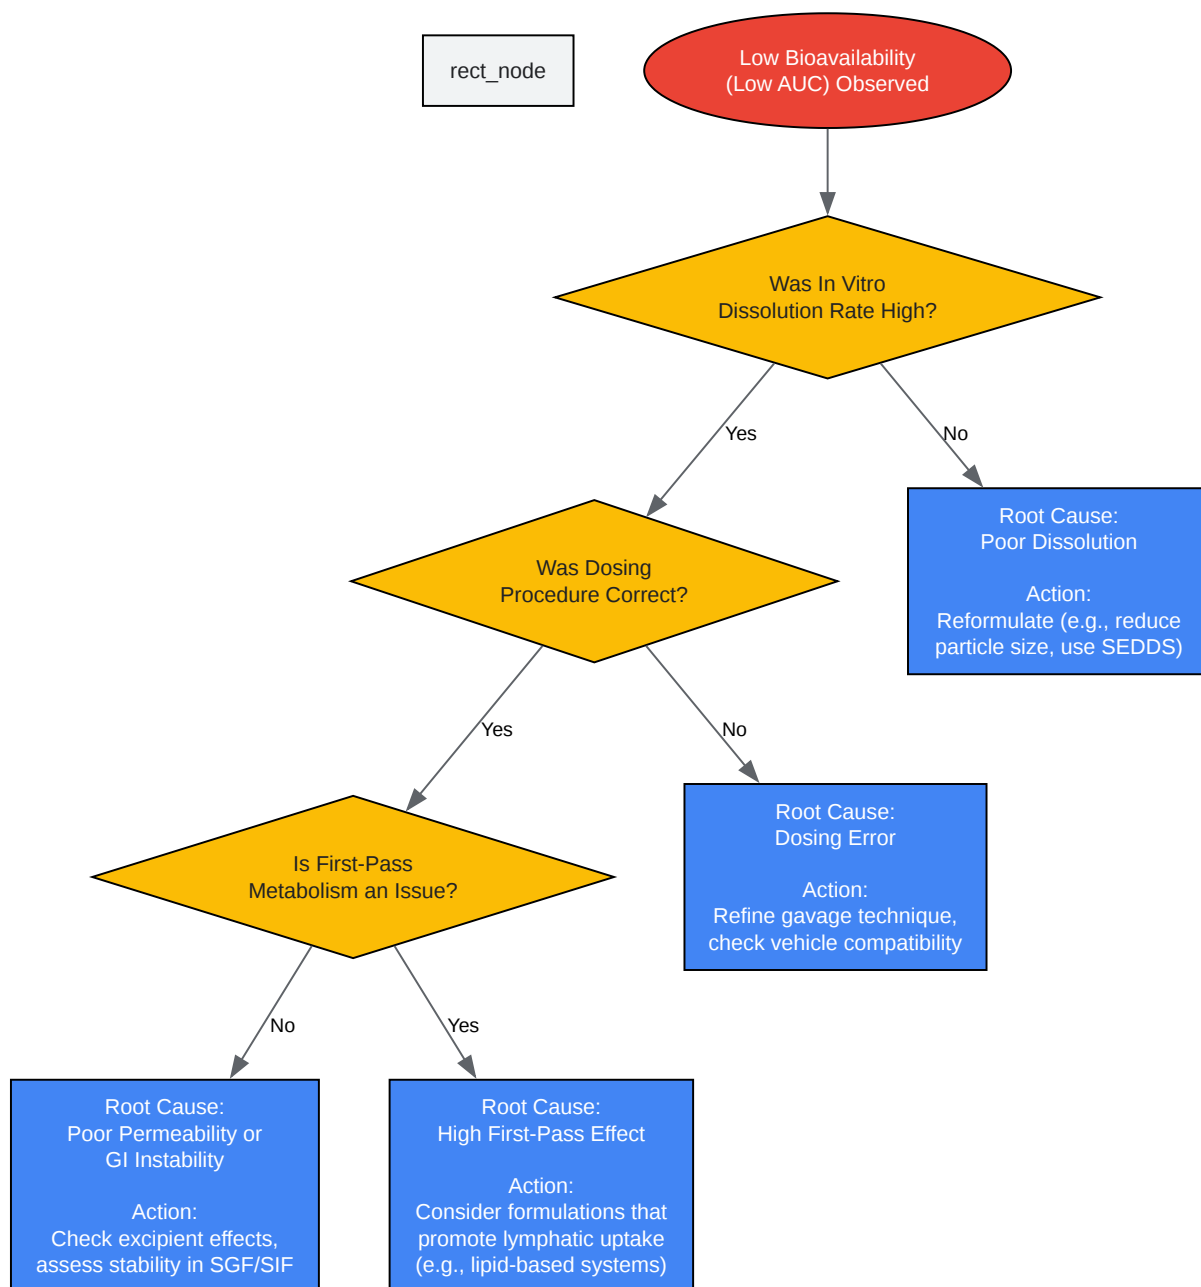 rect_node
Low Bioavailability
(Low AUC) Observed
Was In Vitro
Dissolution Rate High?
Yes
No
Root Cause:
Poor Dissolution
Action:
Reformulate (e.g., reduce
particle size, use SEDDS)
Was Dosing
Procedure Correct?
Yes
No
Root Cause:
Dosing Error
Action:
Refine gavage technique,
check vehicle compatibility
Is First-Pass
Metabolism an Issue?
No
Yes
Root Cause:
Poor Permeability or
GI Instability
Action:
Check excipient effects,
assess stability in SGF/SIF
Root Cause:
High First-Pass Effect
Action:
Consider formulations that
promote lymphatic uptake
(e.g., lipid-based systems)